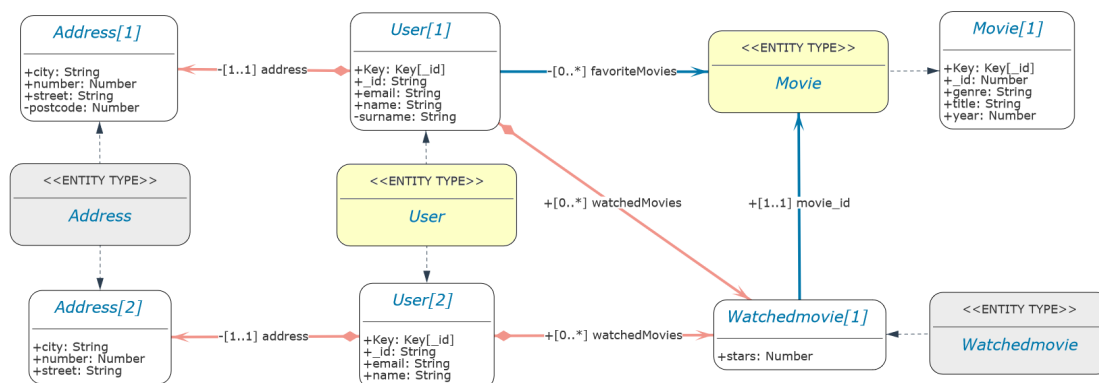 Address[1]
+city: String
+number: Number
+street: String
-postcode: Number
-[1..1] address
User[1]
+Key: Key[_id]
+_id: String
+email: String
+name: String
-surname: String
-[0..*] favoriteMovies
<<ENTITY TYPE>>
Movie
Movie[1]
+Key: Key[_id]
+_id: Number
+genre: String
+title: String
+year: Number
<<ENTITY TYPE>>
Address
<<ENTITY TYPE>>
User
+[0..*] watchedMovies
+[1..1] movie_id
Address[2]
+city: String
+number: Number
+street: String
-[1..1] address
User[2]
+Key: Key[_id]
+_id: String
+email: String
+name: String
+[0..*] watchedMovies
Watchedmovie[1]
+stars: Number
<<ENTITY TYPE>>
Watchedmovie